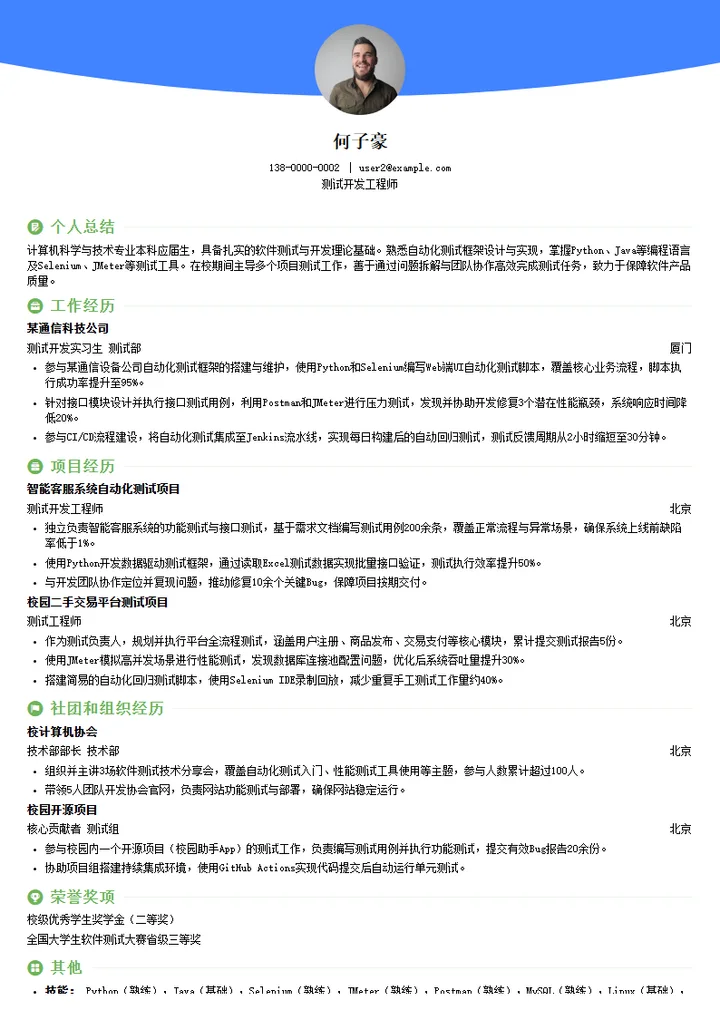 何子豪
138-0000-0002 | user2@example.com
测试开发工程师
个人总结
计算机科学与技术专业本科应届生，具备扎实的软件测试与开发理论基础。熟悉自动化测试框架设计与实现，掌握Python、Java等编程语言
及Selenium、JMeter等测试工具。在校期间主导多个项目测试工作，善于通过问题拆解与团队协作高效完成测试任务，致力于保障软件产品
质量。
工作经历
某通信科技公司
测试开发实习生 测试部 厦门
• 参与某通信设备公司自动化测试框架的搭建与维护，使用Python和Selenium编写Web端UI自动化测试脚本，覆盖核心业务流程，脚本执
行成功率提升至95%。
• 针对接口模块设计并执行接口测试用例，利用Postman和JMeter进行压力测试，发现并协助开发修复3个潜在性能瓶颈，系统响应时间降
低20%。
• 参与CI/CD流程建设，将自动化测试集成至Jenkins流水线，实现每日构建后的自动回归测试，测试反馈周期从2小时缩短至30分钟。
项目经历
智能客服系统自动化测试项目
测试开发工程师 北京
• 独立负责智能客服系统的功能测试与接口测试，基于需求文档编写测试用例200余条，覆盖正常流程与异常场景，确保系统上线前缺陷
率低于1%。
• 使用Python开发数据驱动测试框架，通过读取Excel测试数据实现批量接口验证，测试执行效率提升50%。
• 与开发团队协作定位并复现问题，推动修复10余个关键Bug，保障项目按期交付。
校园二手交易平台测试项目
测试工程师 北京
• 作为测试负责人，规划并执行平台全流程测试，涵盖用户注册、商品发布、交易支付等核心模块，累计提交测试报告5份。
• 使用JMeter模拟高并发场景进行性能测试，发现数据库连接池配置问题，优化后系统吞吐量提升30%。
• 搭建简易的自动化回归测试脚本，使用Selenium IDE录制回放，减少重复手工测试工作量约40%。
社团和组织经历
校计算机协会
技术部部长 技术部 北京
• 组织并主讲3场软件测试技术分享会，覆盖自动化测试入门、性能测试工具使用等主题，参与人数累计超过100人。
• 带领5人团队开发协会官网，负责网站功能测试与部署，确保网站稳定运行。
校园开源项目
核心贡献者 测试组 北京
• 参与校园内一个开源项目（校园助手App）的测试工作，负责编写测试用例并执行功能测试，提交有效Bug报告20余份。
• 协助项目组搭建持续集成环境，使用GitHub Actions实现代码提交后自动运行单元测试。
荣誉奖项
校级优秀学生奖学金（二等奖）
全国大学生软件测试大赛省级三等奖
其他
• 技能： Python（熟练），Java（基础），Selenium（熟练），JMeter（熟练），Postman（熟练），MySQL（熟练），Linux（基础），